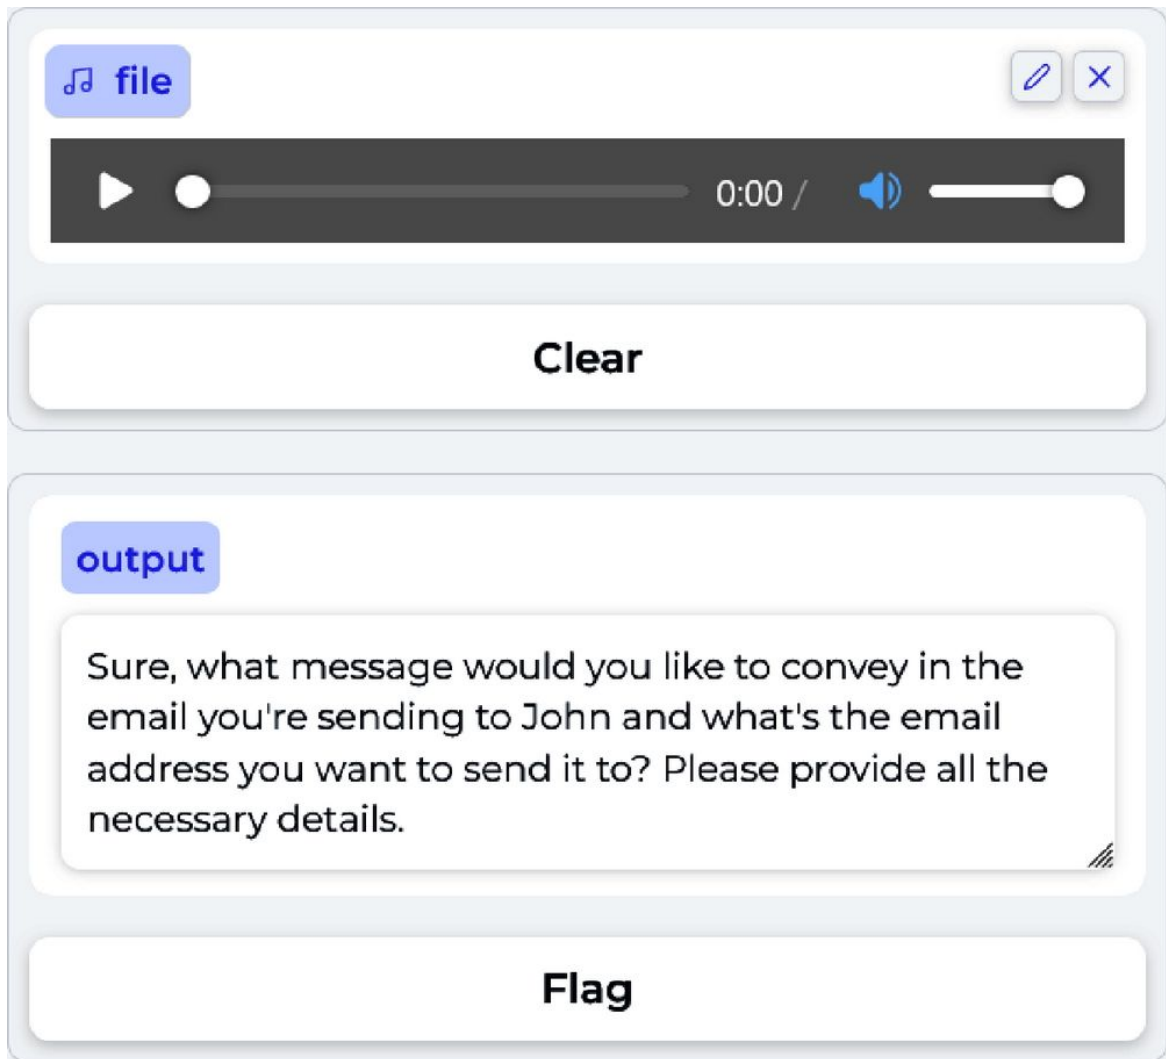 file
0:00 /
Clear
output
Sure, what message would you like to convey in the
email you're sending to John and what's the email
address you want to send it to? Please provide all the
necessary details.
Flag